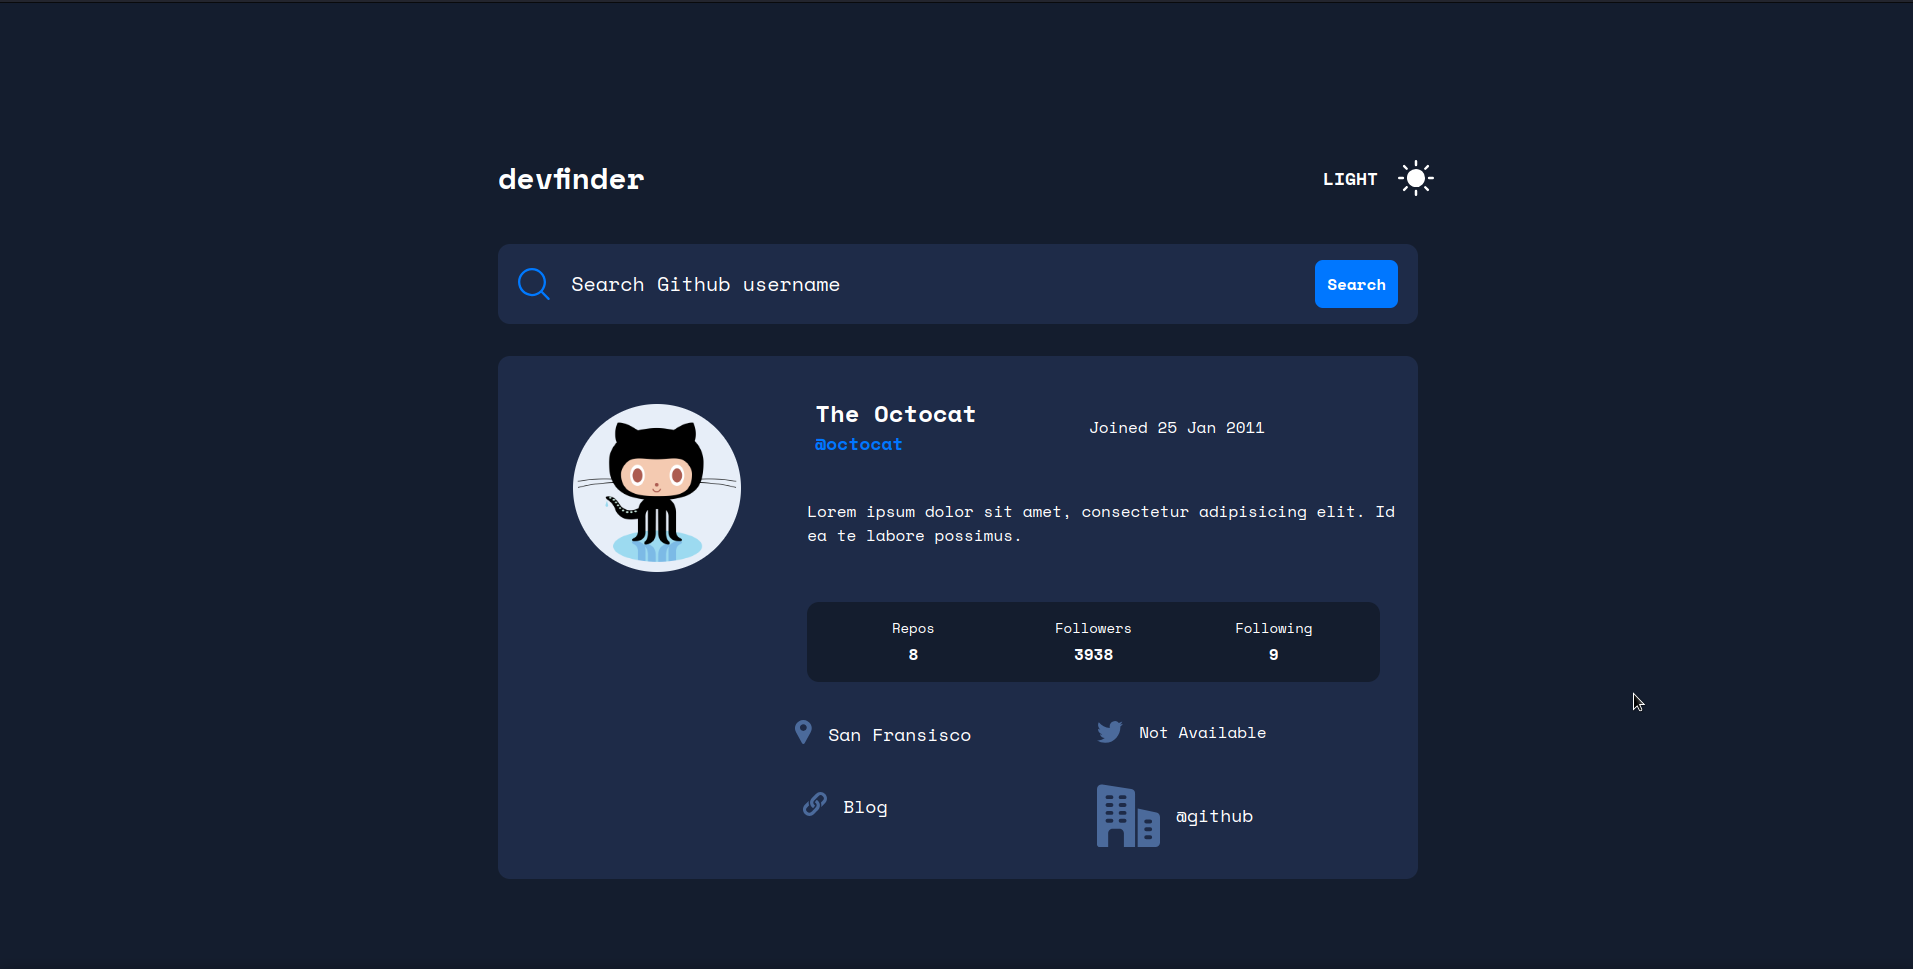 devfinder
LIGHT
Search Github username
Search
The Octocat
@octocat
Joined 25 Jan 2011
Lorem ipsum dolor sit amet, consectetur adipisicing elit. Id
ea te labore possimus.
Repos
Followers
Following
8
3938
9
San Fransisco
Not Available
Blog
@github